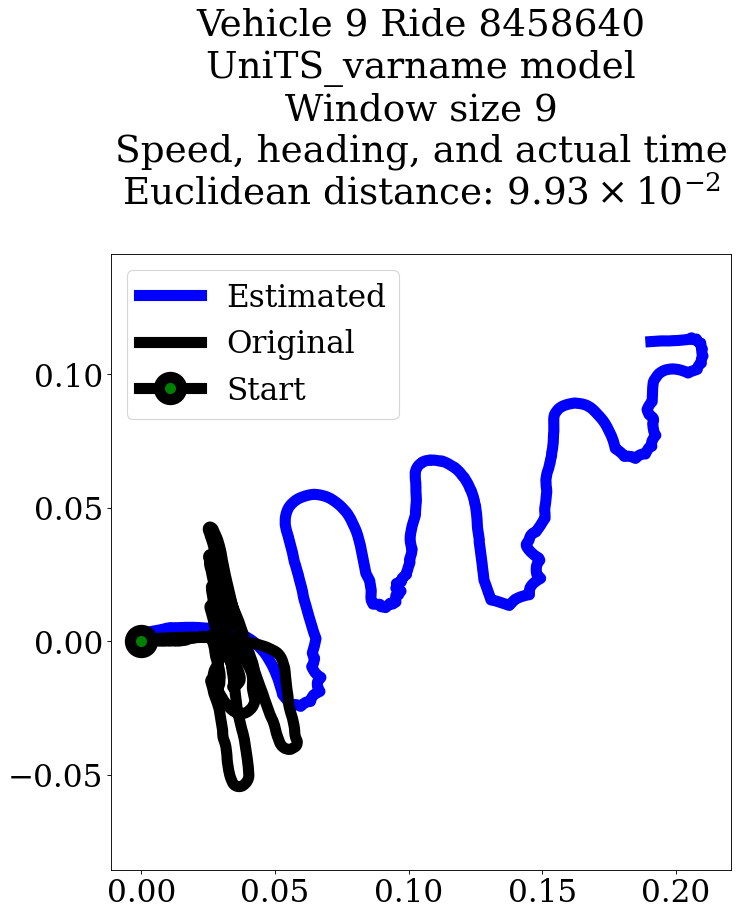 Vehicle 9 Ride 8458640
UniTS_varname model
Window size 9
Speed, heading, and actual time
Euclidean distance: 9.93 × 10⁻²
Estimated
Original
Start
0.10
0.05
0.00
−0.05
0.00 0.05 0.10 0.15 0.20